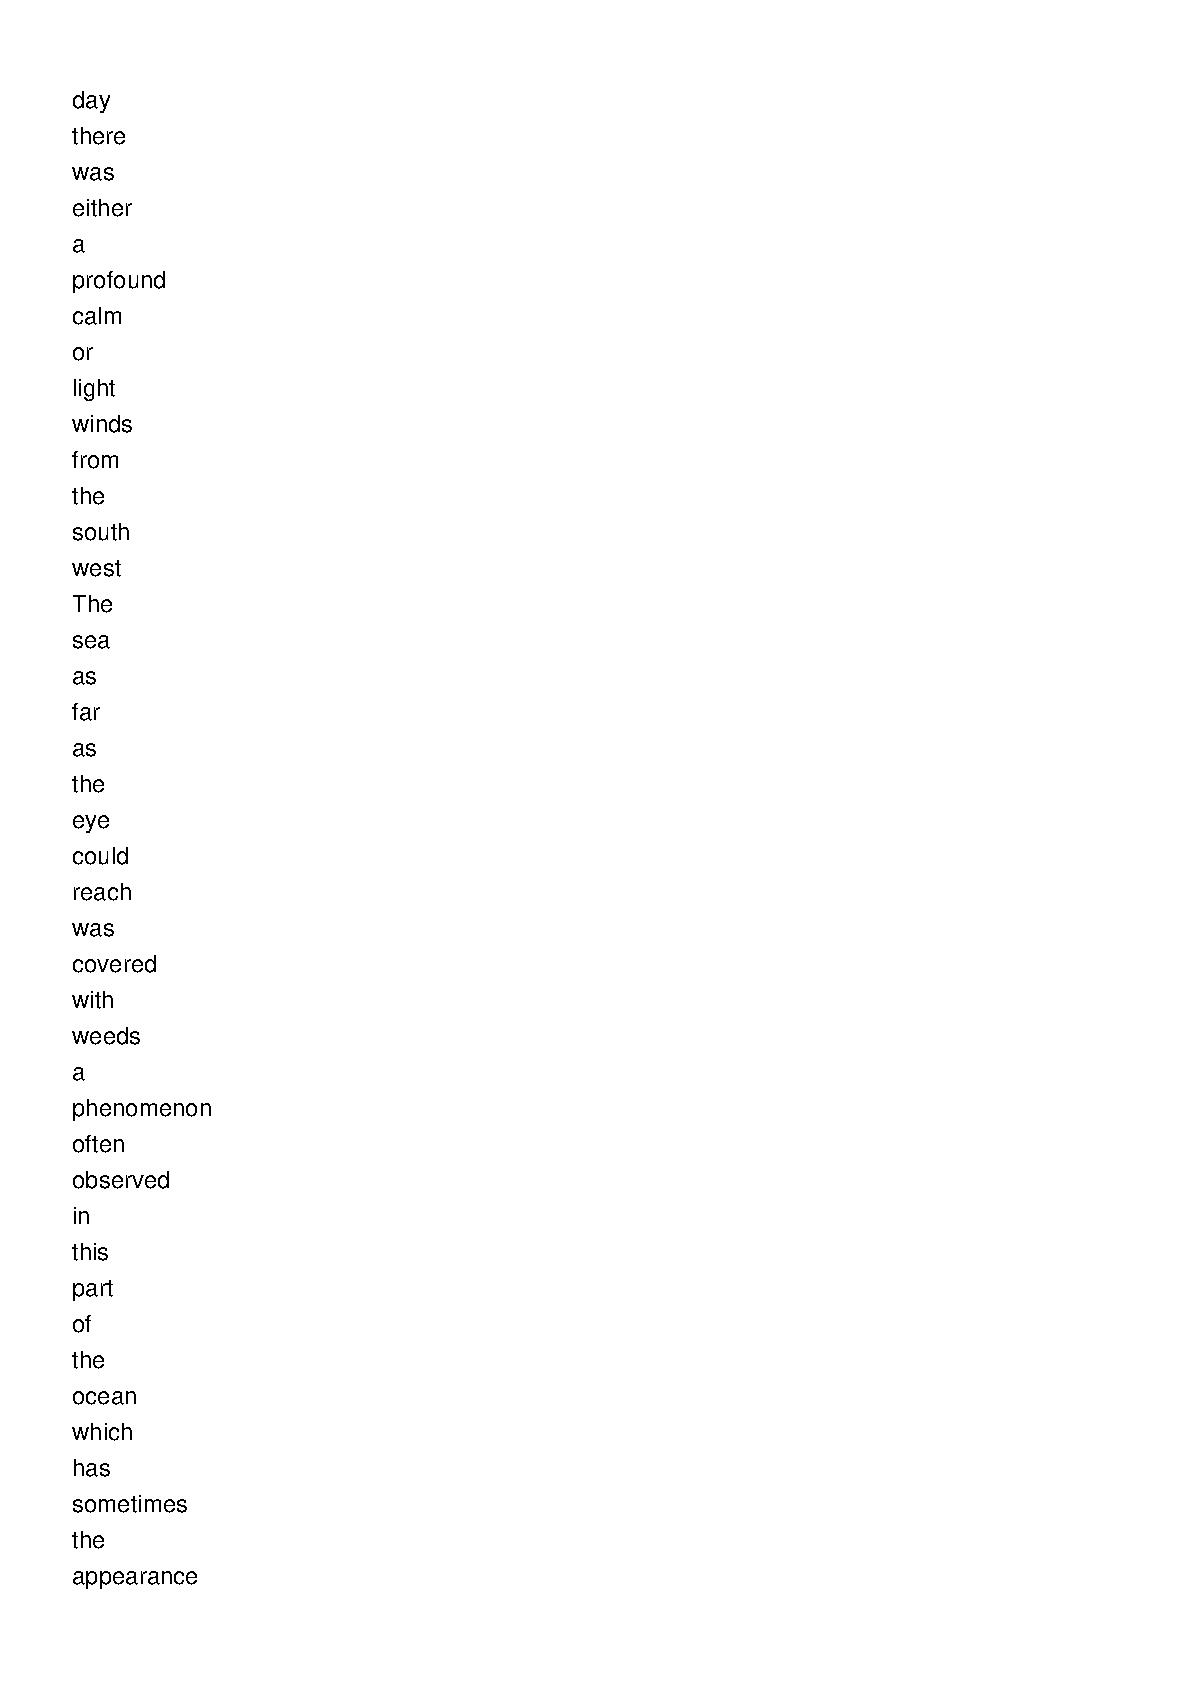 day
there
was
either
a
profound
calm
or
light
winds
from
the
south
west
The
sea
as
far
as
the
eye
could
reach
was
covered
with
weeds
a
phenomenon
often
observed
in
this
part
of
the
ocean
which
has
sometimes
the
appearance